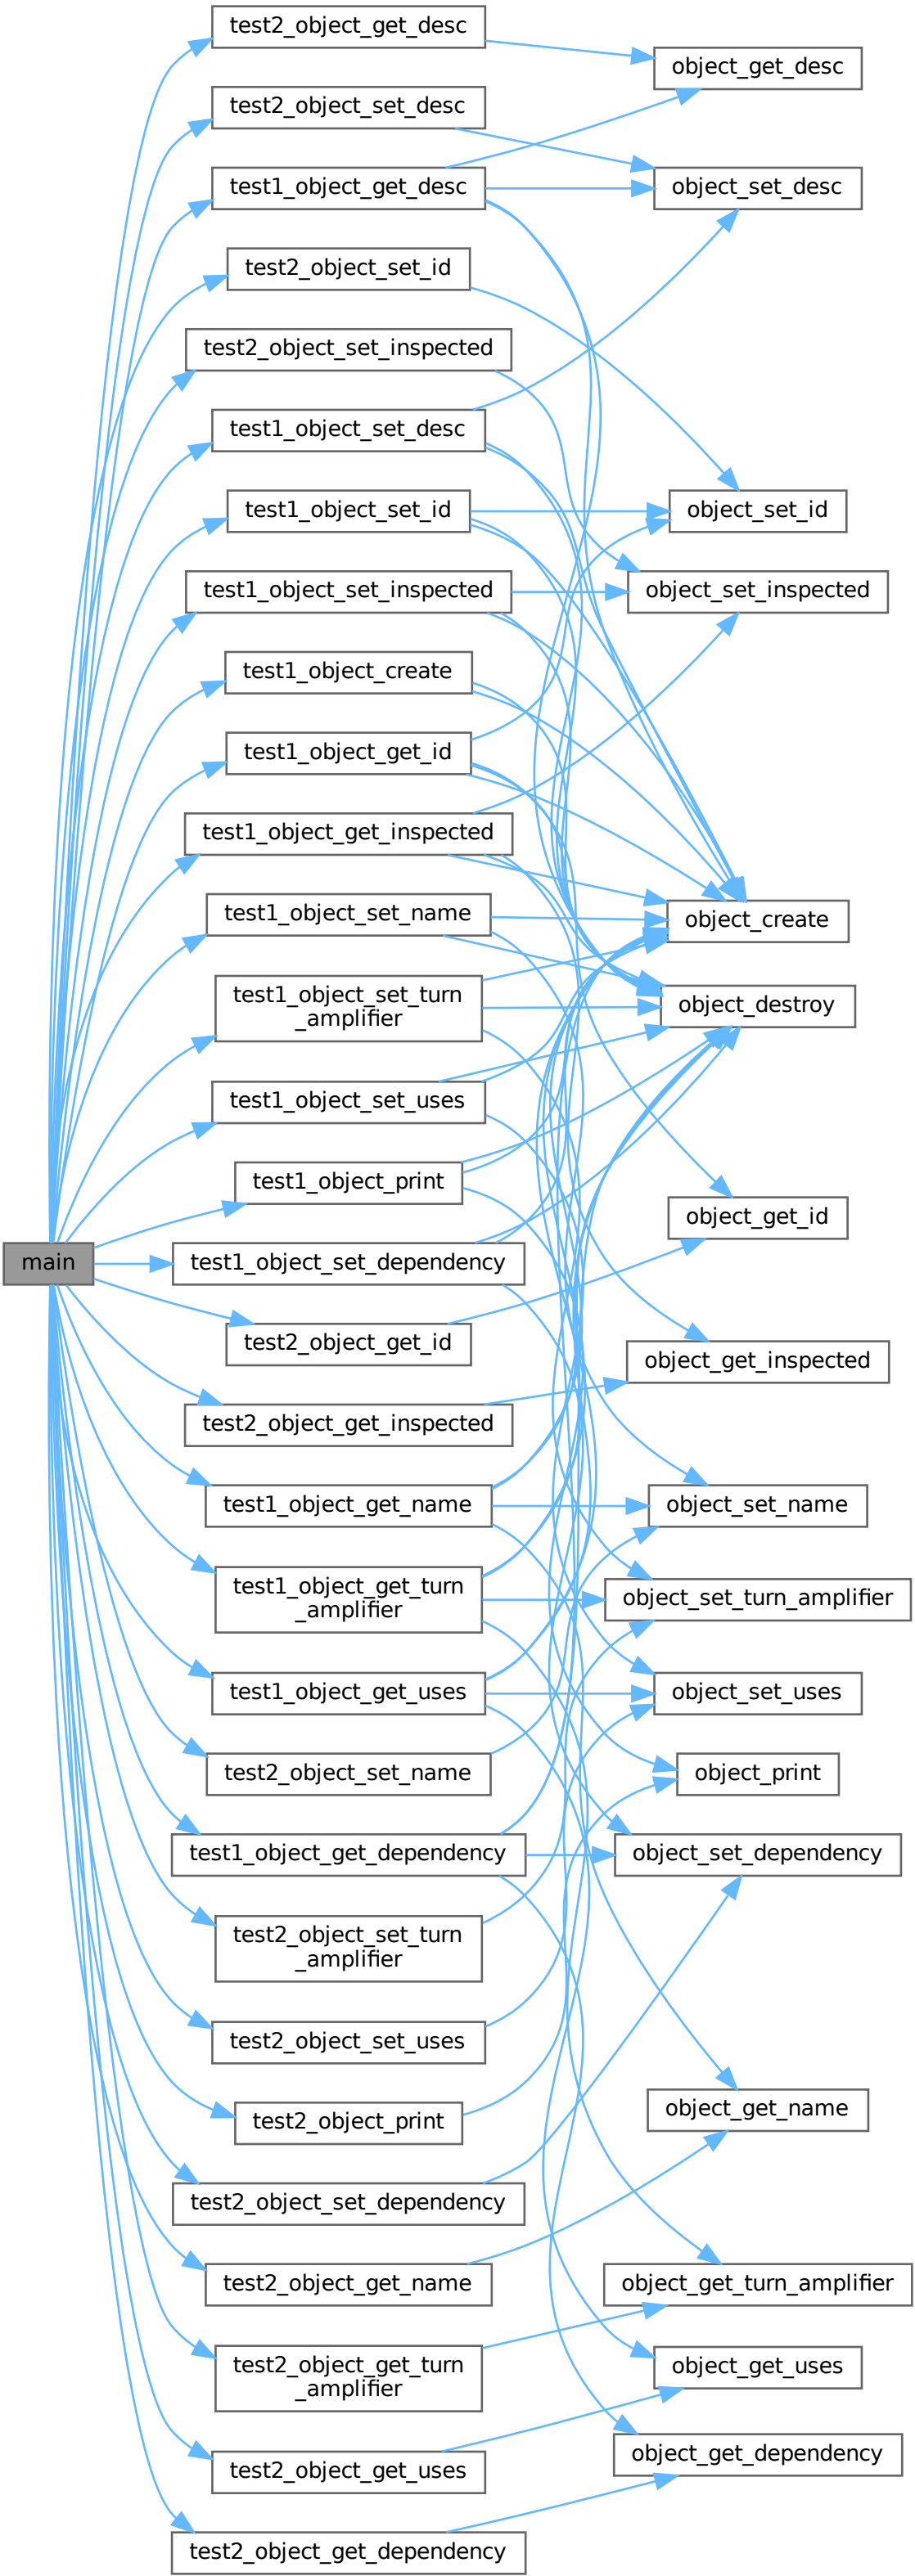 main
test2_object_get_desc
test2_object_set_desc
test1_object_get_desc
test2_object_set_id
test2_object_set_inspected
test1_object_set_desc
test1_object_set_id
test1_object_set_inspected
test1_object_create
test1_object_get_id
test1_object_get_inspected
test1_object_set_name
test1_object_set_turn
_amplifier
test1_object_set_uses
test1_object_print
test1_object_set_dependency
test2_object_get_id
test2_object_get_inspected
test1_object_get_name
test1_object_get_turn
_amplifier
test1_object_get_uses
test2_object_set_name
test1_object_get_dependency
test2_object_set_turn
_amplifier
test2_object_set_uses
test2_object_print
test2_object_set_dependency
test2_object_get_name
test2_object_get_turn
_amplifier
test2_object_get_uses
test2_object_get_dependency
object_get_desc
object_set_desc
object_set_id
object_set_inspected
object_create
object_destroy
object_get_id
object_get_inspected
object_set_name
object_set_turn_amplifier
object_set_uses
object_print
object_set_dependency
object_get_name
object_get_turn_amplifier
object_get_uses
object_get_dependency